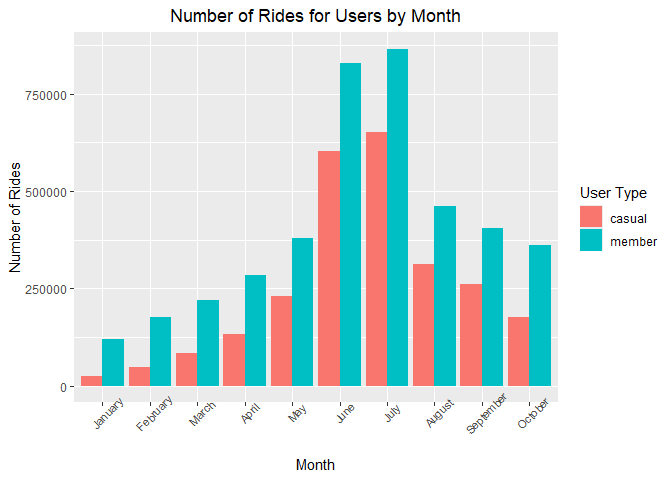 Number of Rides for Users by Month
Number of Rides
750000
500000
250000
0
January
February
March
April
May
June
July
August
September
October
Month
User Type
casual
member